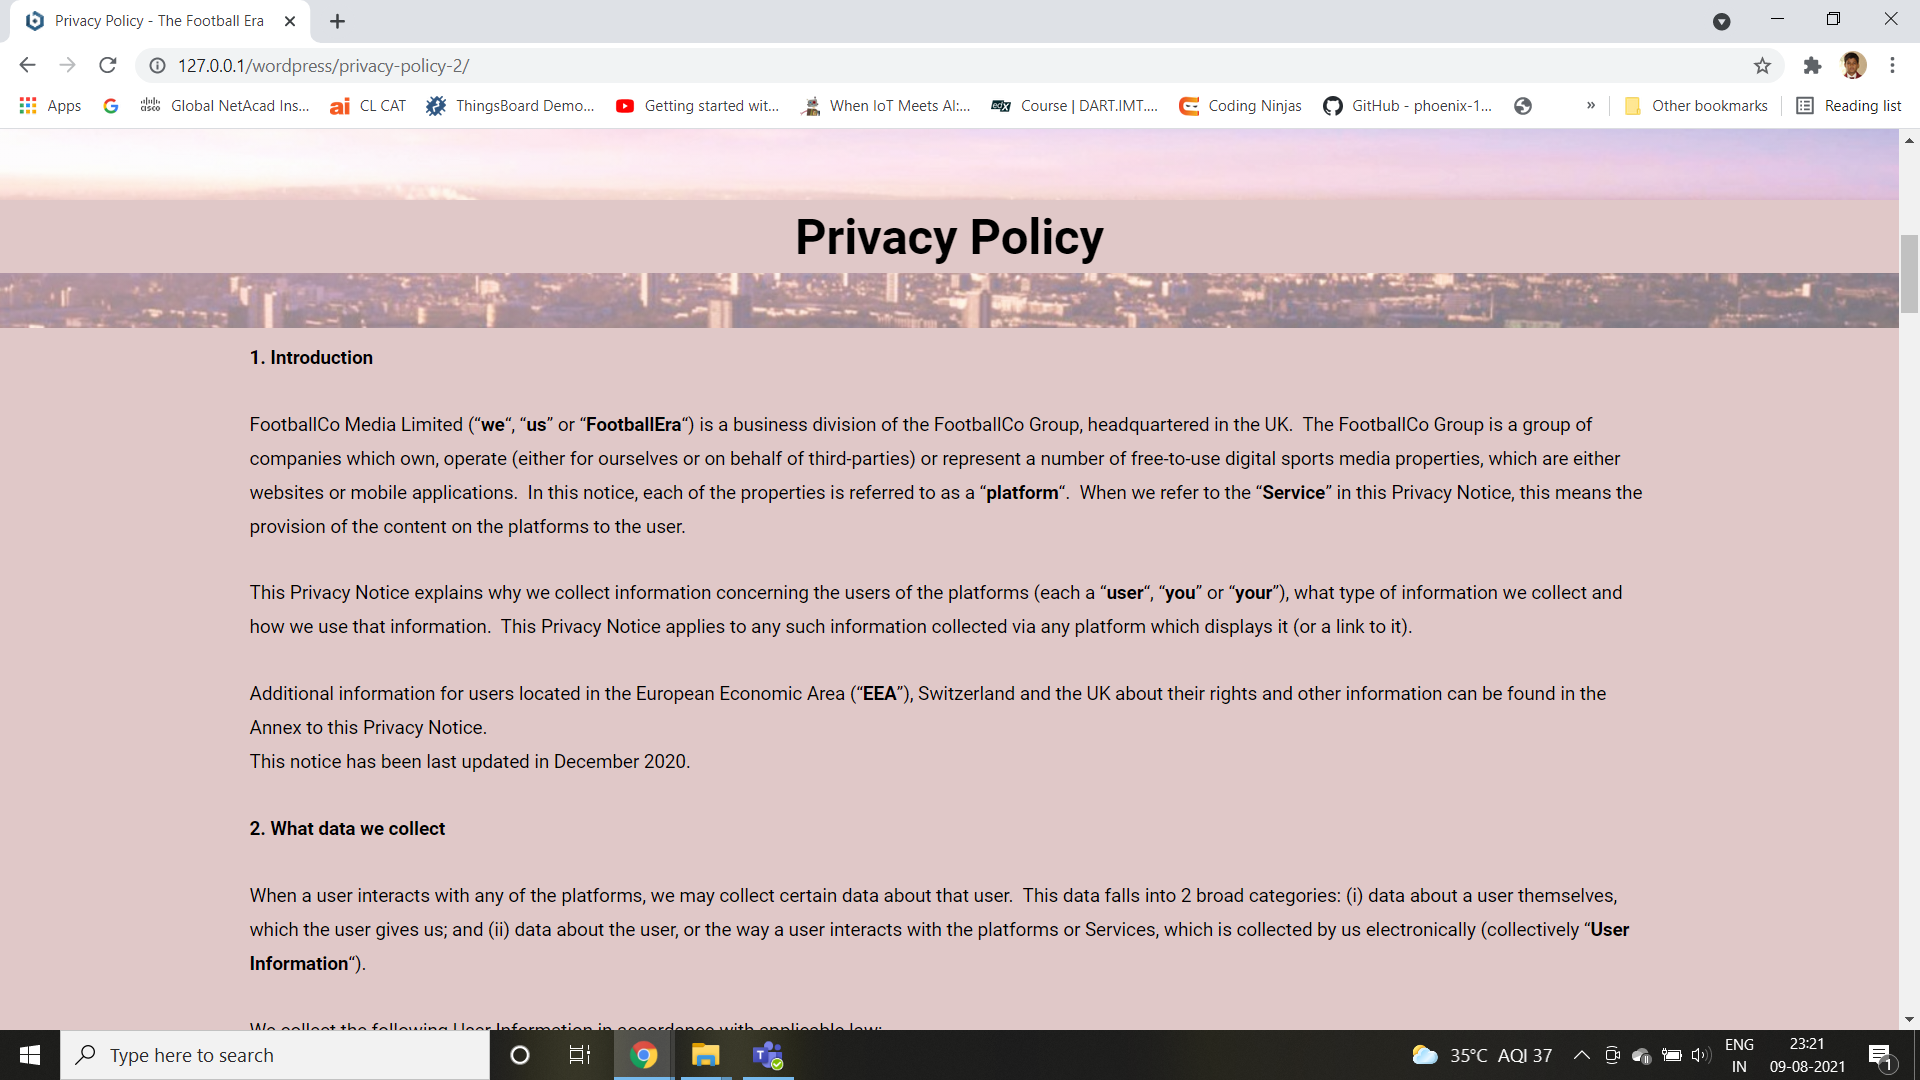 Privacy Policy - The Football Era
127.0.0.1/wordpress/privacy-policy-2/
Apps
Global NetAcad Ins...
CL CAT
ThingsBoard Demo...
Getting started wit...
When IoT Meets AI:...
Course | DART.IMT....
Coding Ninjas
GitHub - phoenix-1...
»
Other bookmarks
Reading list
Privacy Policy
1. Introduction
FootballCo Media Limited (“we“, “us” or “FootballEra“) is a business division of the FootballCo Group, headquartered in the UK.  The FootballCo Group is a group of
companies which own, operate (either for ourselves or on behalf of third-parties) or represent a number of free-to-use digital sports media properties, which are either
websites or mobile applications.  In this notice, each of the properties is referred to as a “platform“.  When we refer to the “Service” in this Privacy Notice, this means the
provision of the content on the platforms to the user.
This Privacy Notice explains why we collect information concerning the users of the platforms (each a “user“, “you” or “your”), what type of information we collect and
how we use that information.  This Privacy Notice applies to any such information collected via any platform which displays it (or a link to it).
Additional information for users located in the European Economic Area (“EEA”), Switzerland and the UK about their rights and other information can be found in the
Annex to this Privacy Notice.
This notice has been last updated in December 2020.
2. What data we collect
When a user interacts with any of the platforms, we may collect certain data about that user.  This data falls into 2 broad categories: (i) data about a user themselves,
which the user gives us; and (ii) data about the user, or the way a user interacts with the platforms or Services, which is collected by us electronically (collectively “User
Information“).
We collect the following User Information in accordance with applicable law:
Type here to search
35°C AQI 37
ENG
IN
23:21
09-08-2021
1